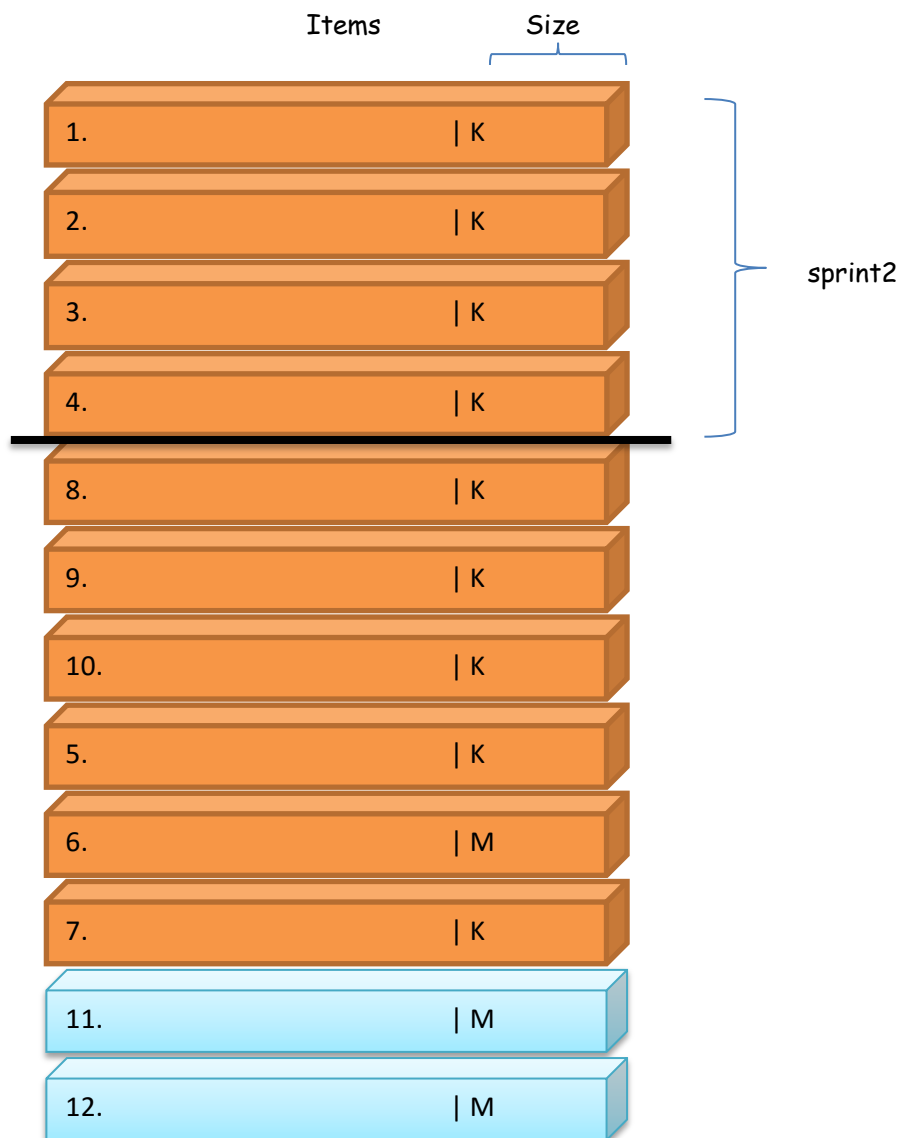 Items Size
1. | K
2. | K
3. | K
sprint2
4. | K
8. | K
9. | K
10. | K
5. | K
6. | M
7. | K
11. | M
12. | M